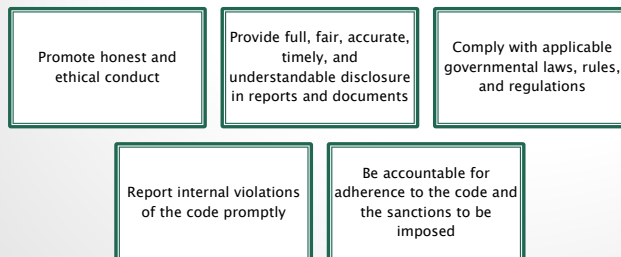 Promote honest and
ethical conduct
Provide full, fair, accurate,
timely, and
understandable disclosure
in reports and documents
Comply with applicable
governmental laws, rules,
and regulations
Report internal violations
of the code promptly
Be accountable for
adherence to the code and
the sanctions to be
imposed